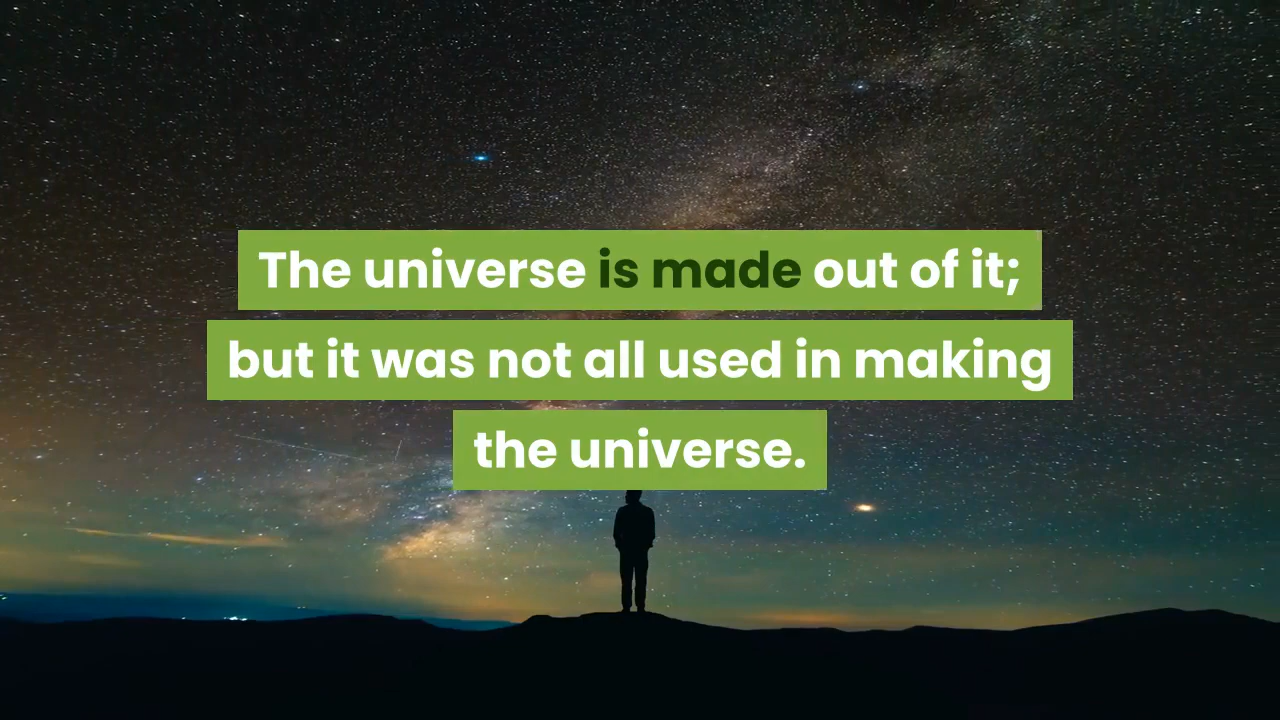 The universe is made out of it;
but it was not all used in making
the universe.